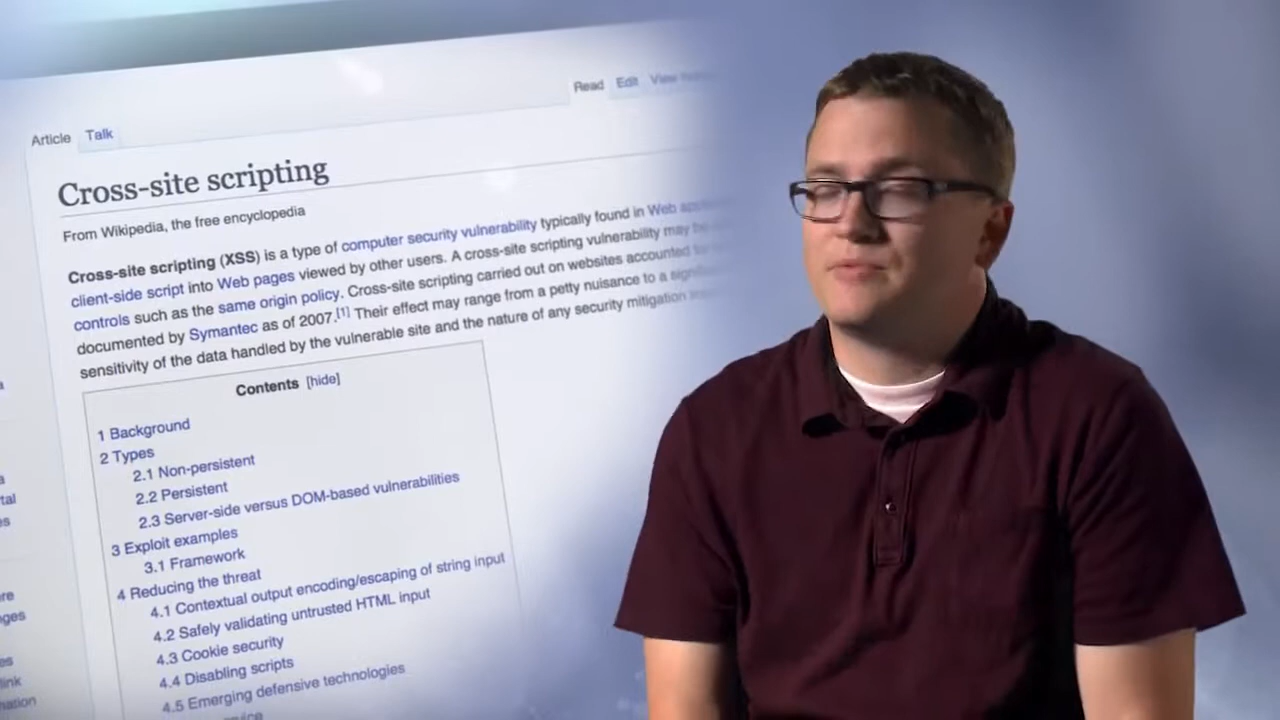 Read Edit View
Article Talk
Cross-site scripting
From Wikipedia, the free encyclopedia
Cross-site scripting (XSS) is a type of computer security vulnerability typically found in Web
client-side script into Web pages viewed by other users. A cross-site scripting vulnerability may
controls such as the same origin policy. Cross-site scripting carried out on websites accounted
documented by Symantec as of 2007.[1] Their effect may range from a petty nuisance to a
sensitivity of the data handled by the vulnerable site and the nature of any security mitigation
Contents [hide]
1 Background
2 Types
2.1 Non-persistent
2.2 Persistent
2.3 Server-side versus DOM-based vulnerabilities
3 Exploit examples
3.1 Framework
4 Reducing the threat
4.1 Contextual output encoding/escaping of string input
4.2 Safely validating untrusted HTML input
4.3 Cookie security
4.4 Disabling scripts
4.5 Emerging defensive technologies